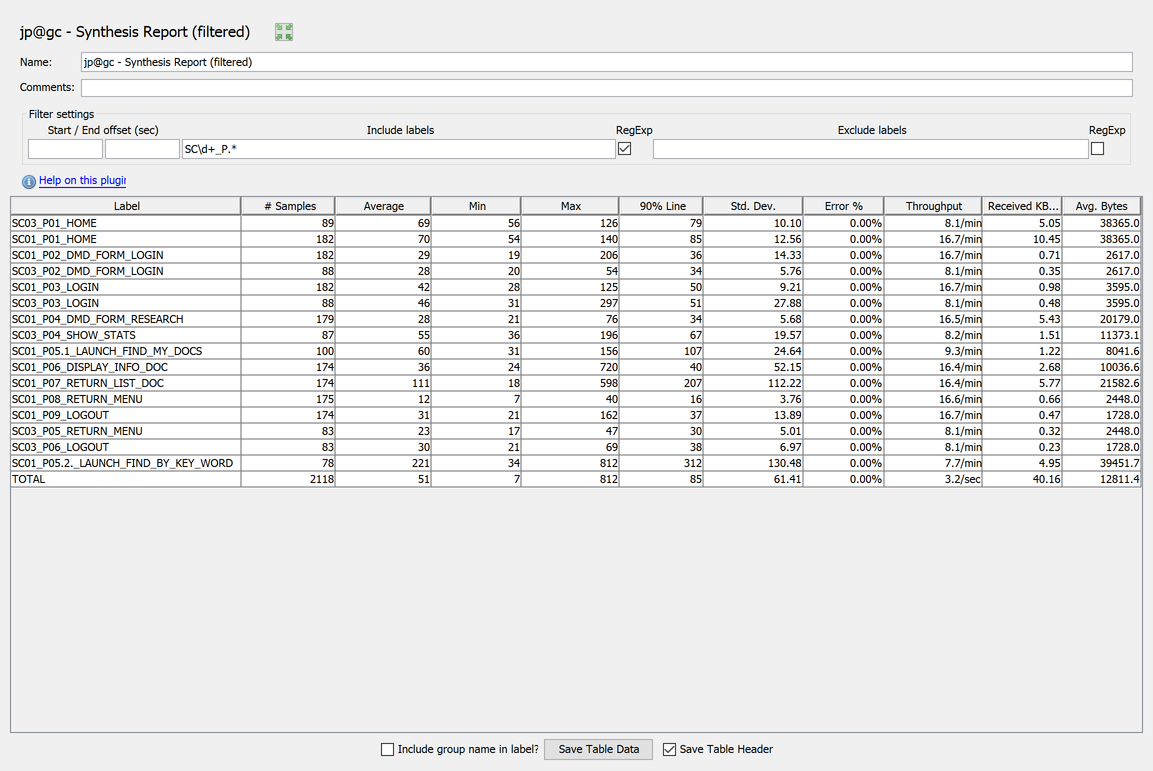 jp@gc - Synthesis Report (filtered)
Name: jp@gc - Synthesis Report (filtered)
Comments:
Filter settings
Start / End offset (sec) Include labels RegExp Exclude labels RegExp
SC\d+_P.*
Help on this plugin
Label # Samples Average Min Max 90% Line Std. Dev. Error % Throughput Received KB... Avg. Bytes
SC03_P01_HOME 89 69 56 126 79 10.10 0.00% 8.1/min 5.05 38365.0
SC01_P01_HOME 182 70 54 140 85 12.56 0.00% 16.7/min 10.45 38365.0
SC01_P02_DMD_FORM_LOGIN 182 29 19 206 36 14.33 0.00% 16.7/min 0.71 2617.0
SC03_P02_DMD_FORM_LOGIN 88 28 20 54 34 5.76 0.00% 8.1/min 0.35 2617.0
SC01_P03_LOGIN 182 42 28 125 50 9.21 0.00% 16.7/min 0.98 3595.0
SC03_P03_LOGIN 88 46 31 297 51 27.88 0.00% 8.1/min 0.48 3595.0
SC01_P04_DMD_FORM_RESEARCH 179 28 21 76 34 5.68 0.00% 16.5/min 5.43 20179.0
SC03_P04_SHOW_STATS 87 55 36 196 67 19.57 0.00% 8.2/min 1.51 11373.1
SC01_P05.1_LAUNCH_FIND_MY_DOCS 100 60 31 156 107 24.64 0.00% 9.3/min 1.22 8041.6
SC01_P06_DISPLAY_INFO_DOC 174 36 24 720 40 52.15 0.00% 16.4/min 2.68 10036.6
SC01_P07_RETURN_LIST_DOC 174 111 18 598 207 112.22 0.00% 16.4/min 5.77 21582.6
SC01_P08_RETURN_MENU 175 12 7 40 16 3.76 0.00% 16.6/min 0.66 2448.0
SC01_P09_LOGOUT 174 31 21 162 37 13.89 0.00% 16.7/min 0.47 1728.0
SC03_P05_RETURN_MENU 83 23 17 47 30 5.01 0.00% 8.1/min 0.32 2448.0
SC03_P06_LOGOUT 83 30 21 69 38 6.97 0.00% 8.1/min 0.23 1728.0
SC01_P05.2._LAUNCH_FIND_BY_KEY_WORD 78 221 34 812 312 130.48 0.00% 7.7/min 4.95 39451.7
TOTAL 2118 51 7 812 85 61.41 0.00% 3.2/sec 40.16 12811.4
Include group name in label? Save Table Data Save Table Header